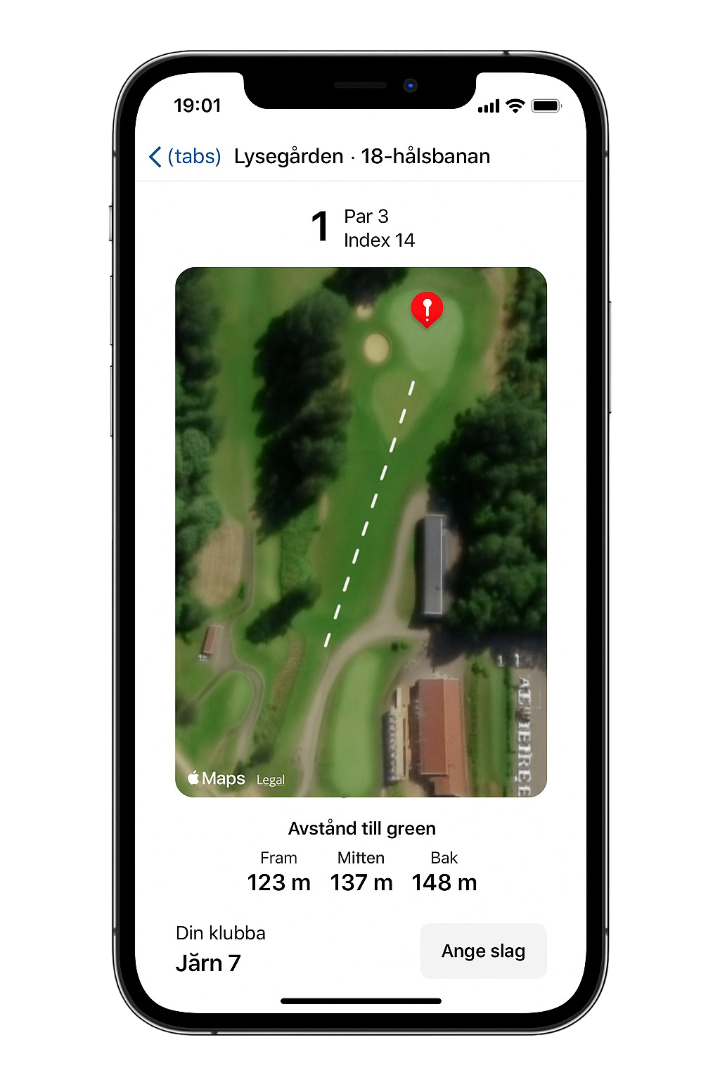 19:01
(tabs) Lysegården · 18-hålsbanan
1
Par 3
Index 14
Maps Legal
Avstånd till green
Fram Mitten Bak
123 m 137 m 148 m
Din klubba
Jărn 7
Ange slag